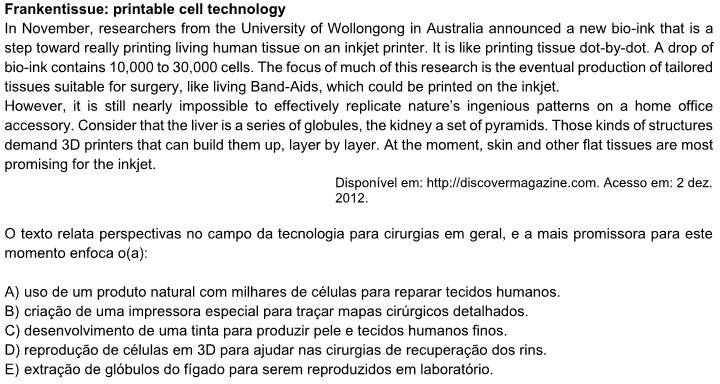 Frankentissue: printable cell technology
In November, researchers from the University of Wollongong in Australia announced a new bio-ink that is a
step toward really printing living human tissue on an inkjet printer. It is like printing tissue dot-by-dot. A drop of
bio-ink contains 10,000 to 30,000 cells. The focus of much of this research is the eventual production of tailored
tissues suitable for surgery, like living Band-Aids, which could be printed on the inkjet.
However, it is still nearly impossible to effectively replicate nature's ingenious patterns on a home office
accessory. Consider that the liver is a series of globules, the kidney a set of pyramids. Those kinds of structures
demand 3D printers that can build them up, layer by layer. At the moment, skin and other flat tissues are most
promising for the inkjet.
Disponível em: http://discovermagazine.com. Acesso em: 2 dez.
2012.
O texto relata perspectivas no campo da tecnologia para cirurgias em geral, e a mais promissora para este
momento enfoca o(a):
A) uso de um produto natural com milhares de células para reparar tecidos humanos.
B) criação de uma impressora especial para traçar mapas cirúrgicos detalhados.
C) desenvolvimento de uma tinta para produzir pele e tecidos humanos finos.
D) reprodução de células em 3D para ajudar nas cirurgias de recuperação dos rins.
E) extração de glóbulos do fígado para serem reproduzidos em laboratório.